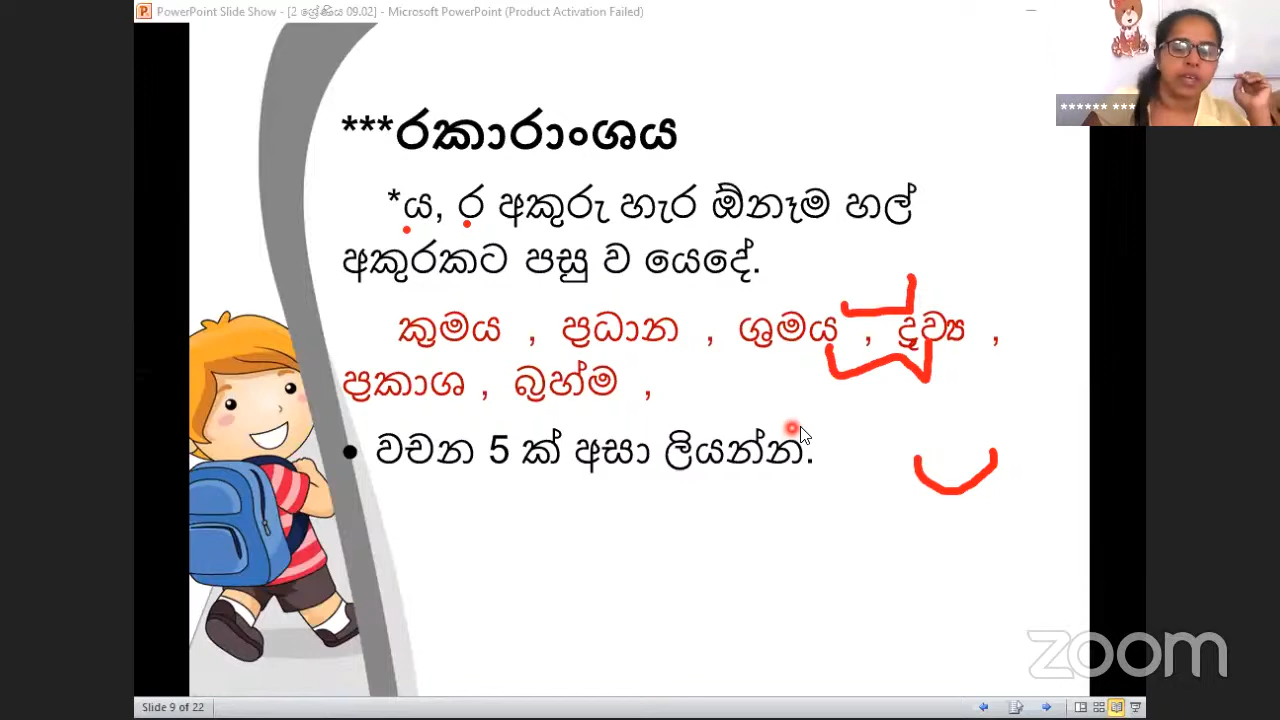 PowerPoint Slide Show - [2 ශ්‍රේණිය 09.02] - Microsoft PowerPoint (Product Activation Failed)
****** ***
***රකාරාංශය
*ය, ර අකුරු හැර ඕනෑම හල්
අකුරකට පසු ව යෙදේ.
ක්‍රමය , ප්‍රධාන , ශ්‍රමය , ද්‍රව්‍ය ,
ප්‍රකාශ , බ්‍රහ්ම ,
• වචන 5 ක් අසා ලියන්න.
zoom
Slide 9 of 22